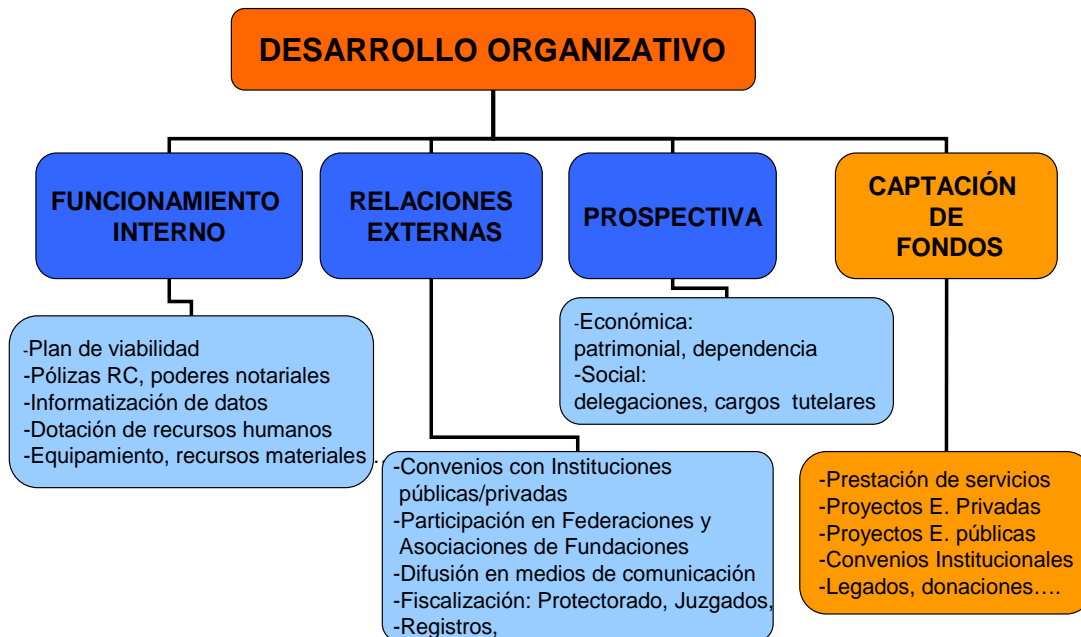 DESARROLLO ORGANIZATIVO
FUNCIONAMIENTO
INTERNO
RELACIONES
EXTERNAS
PROSPECTIVA
CAPTACIÓN
DE
FONDOS
-Plan de viabilidad
-Pólizas RC, poderes notariales
-Informatización de datos
-Dotación de recursos humanos
-Equipamiento, recursos materiales ..
-Convenios con Instituciones
públicas/privadas
-Participación en Federaciones y
Asociaciones de Fundaciones
-Difusión en medios de comunicación
-Fiscalización: Protectorado, Juzgados,
-Registros,
-Económica:
patrimonial, dependencia
-Social:
delegaciones, cargos tutelares
-Prestación de servicios
-Proyectos E. Privadas
-Proyectos E. públicas
-Convenios Institucionales
-Legados, donaciones….